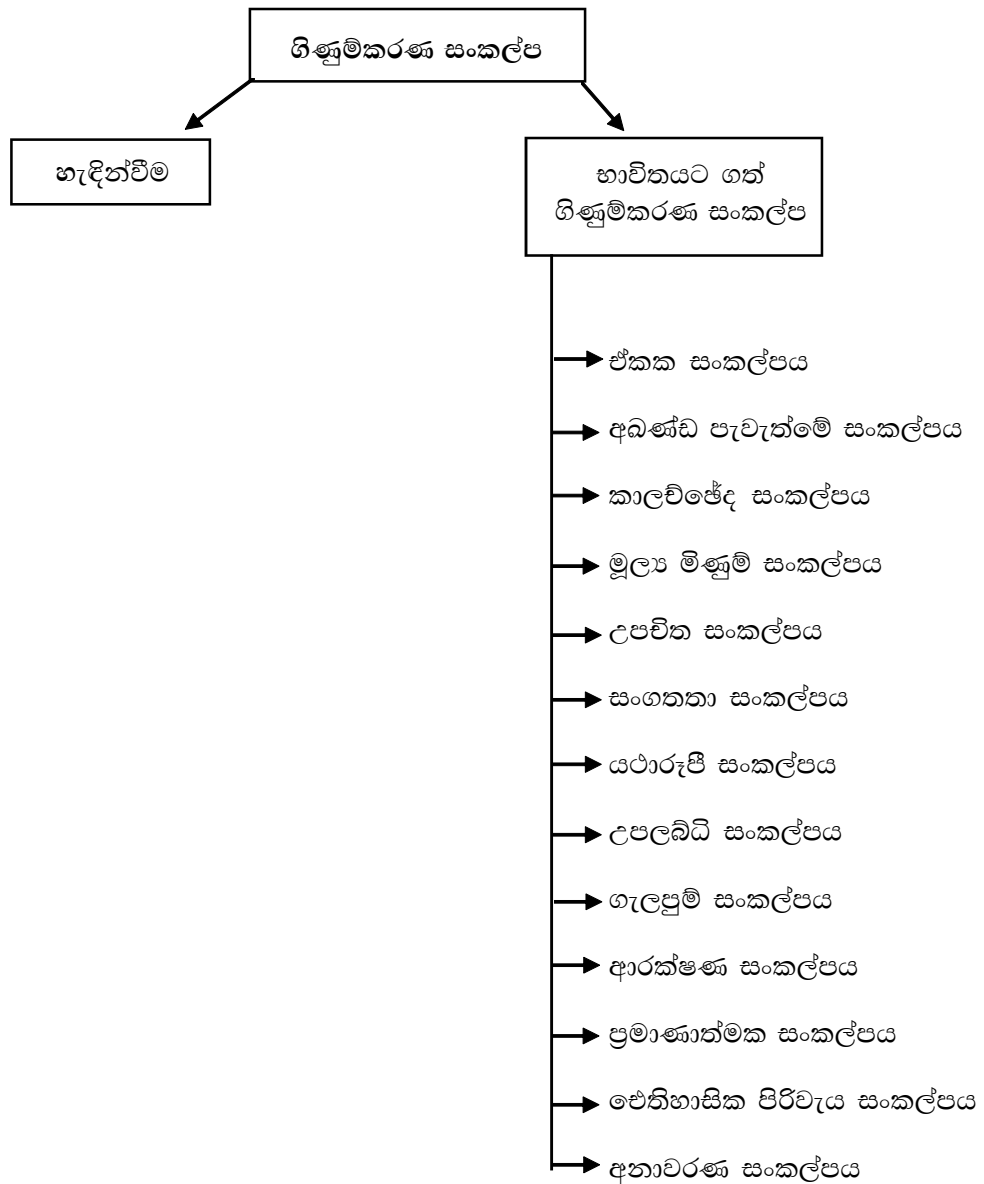 ගිණුම්කරණ සංකල්ප
හැඳින්වීම
භාවිතයට ගත්
ගිණුම්කරණ සංකල්ප
ඒකක සංකල්පය
අඛණ්ඩ පැවැත්මේ සංකල්පය
කාලච්ඡේද සංකල්පය
මූල්‍ය මිණුම් සංකල්පය
උපචිත සංකල්පය
සංගතතා සංකල්පය
යථාරූපී සංකල්පය
උපලබ්ධි සංකල්පය
ගැලපුම් සංකල්පය
ආරක්ෂණ සංකල්පය
ප්‍රමාණාත්මක සංකල්පය
ඓතිහාසික පිරිවැය සංකල්පය
අනාවරණ සංකල්පය